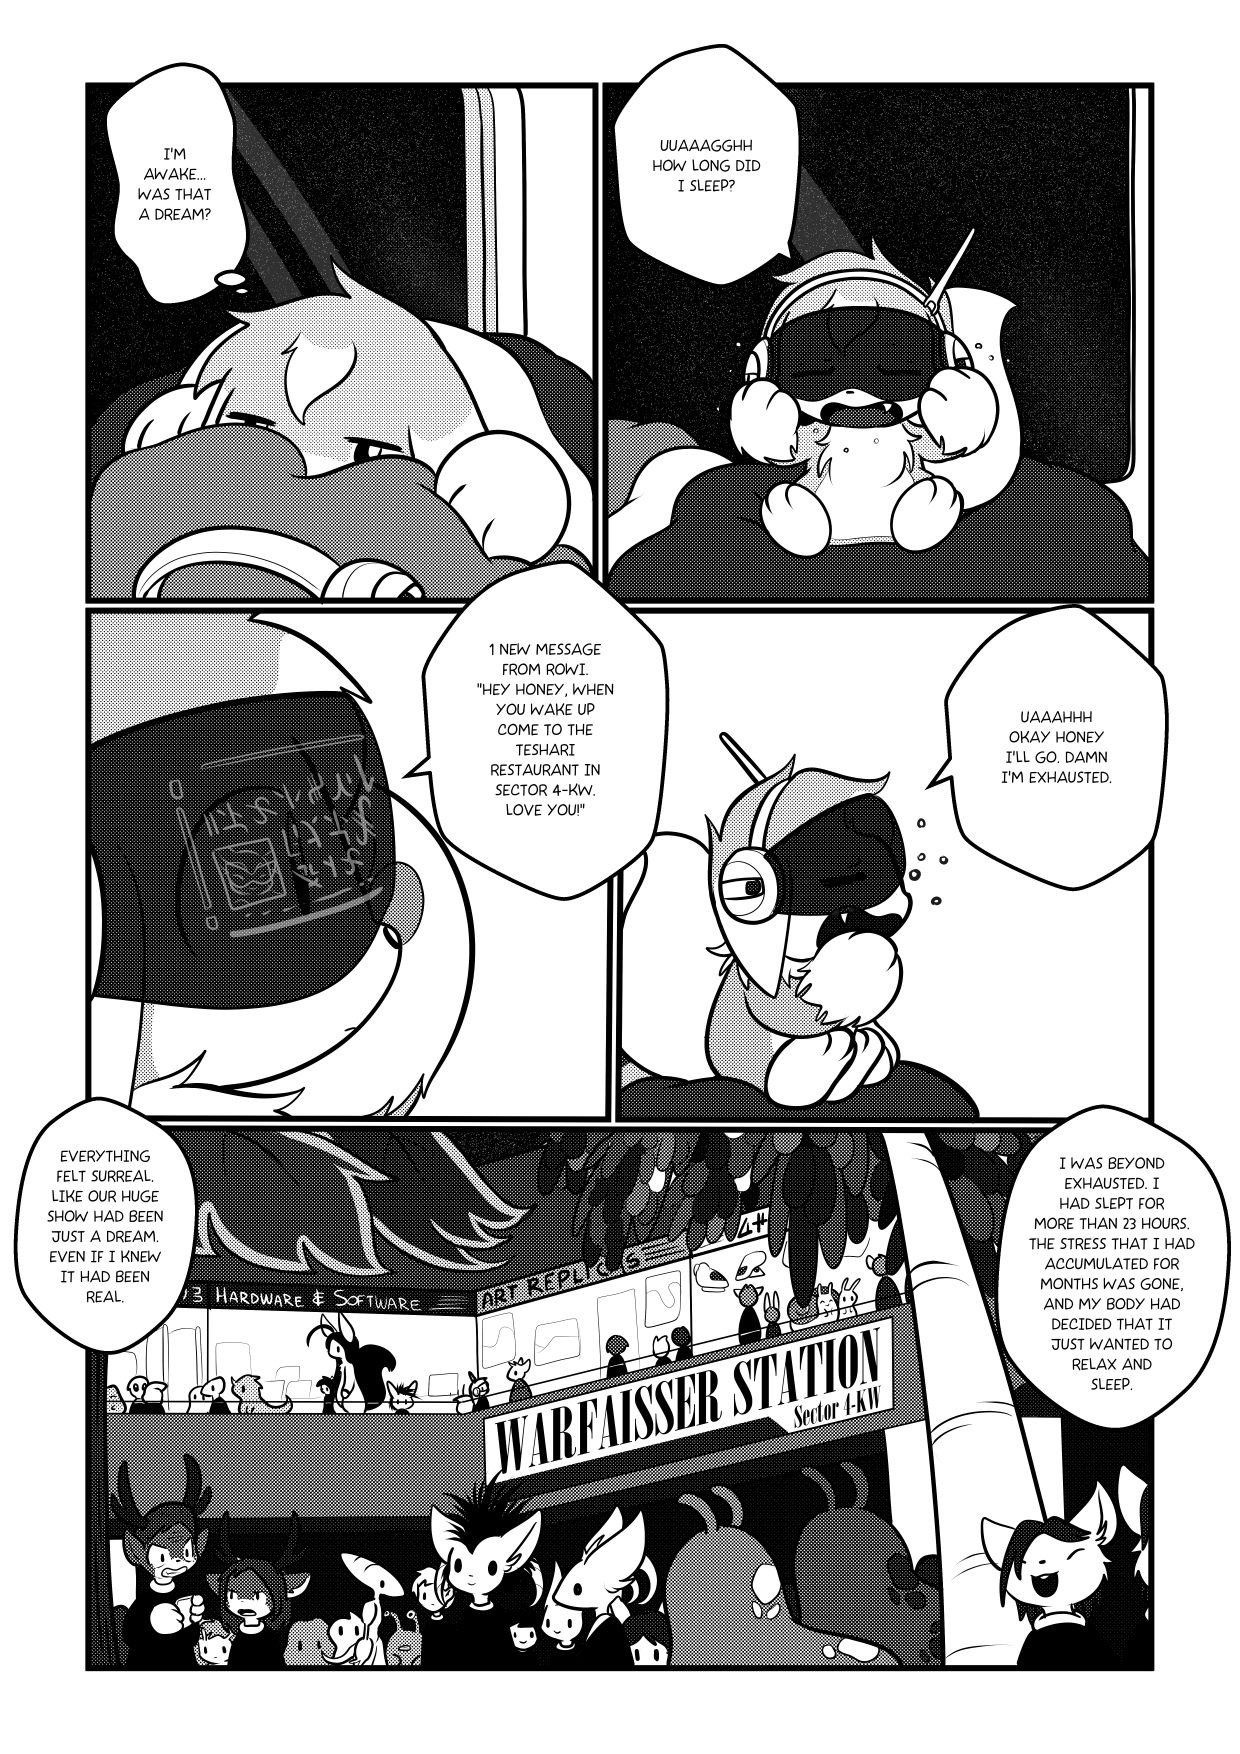 I'M
AWAKE...
WAS THAT
A DREAM?
UUAAAGGHH
HOW LONG DID
I SLEEP?
1 NEW MESSAGE
FROM ROWI.
"HEY HONEY, WHEN
YOU WAKE UP
COME TO THE
TESHARI
RESTAURANT IN
SECTOR 4-KW.
LOVE YOU!"
UAAAHHH
OKAY HONEY
I'LL GO. DAMN
I'M EXHAUSTED.
EVERYTHING
FELT SURREAL.
LIKE OUR HUGE
SHOW HAD BEEN
JUST A DREAM.
EVEN IF I KNEW
IT HAD BEEN
REAL.
I WAS BEYOND
EXHAUSTED. I
HAD SLEPT FOR
MORE THAN 23 HOURS.
THE STRESS THAT I HAD
ACCUMULATED FOR
MONTHS WAS GONE,
AND MY BODY HAD
DECIDED THAT IT
JUST WANTED TO
RELAX AND
SLEEP.
HARDWARE & SOFTWARE
ART REPLICAS
WARFAISSER STATION
Sector 4-KW